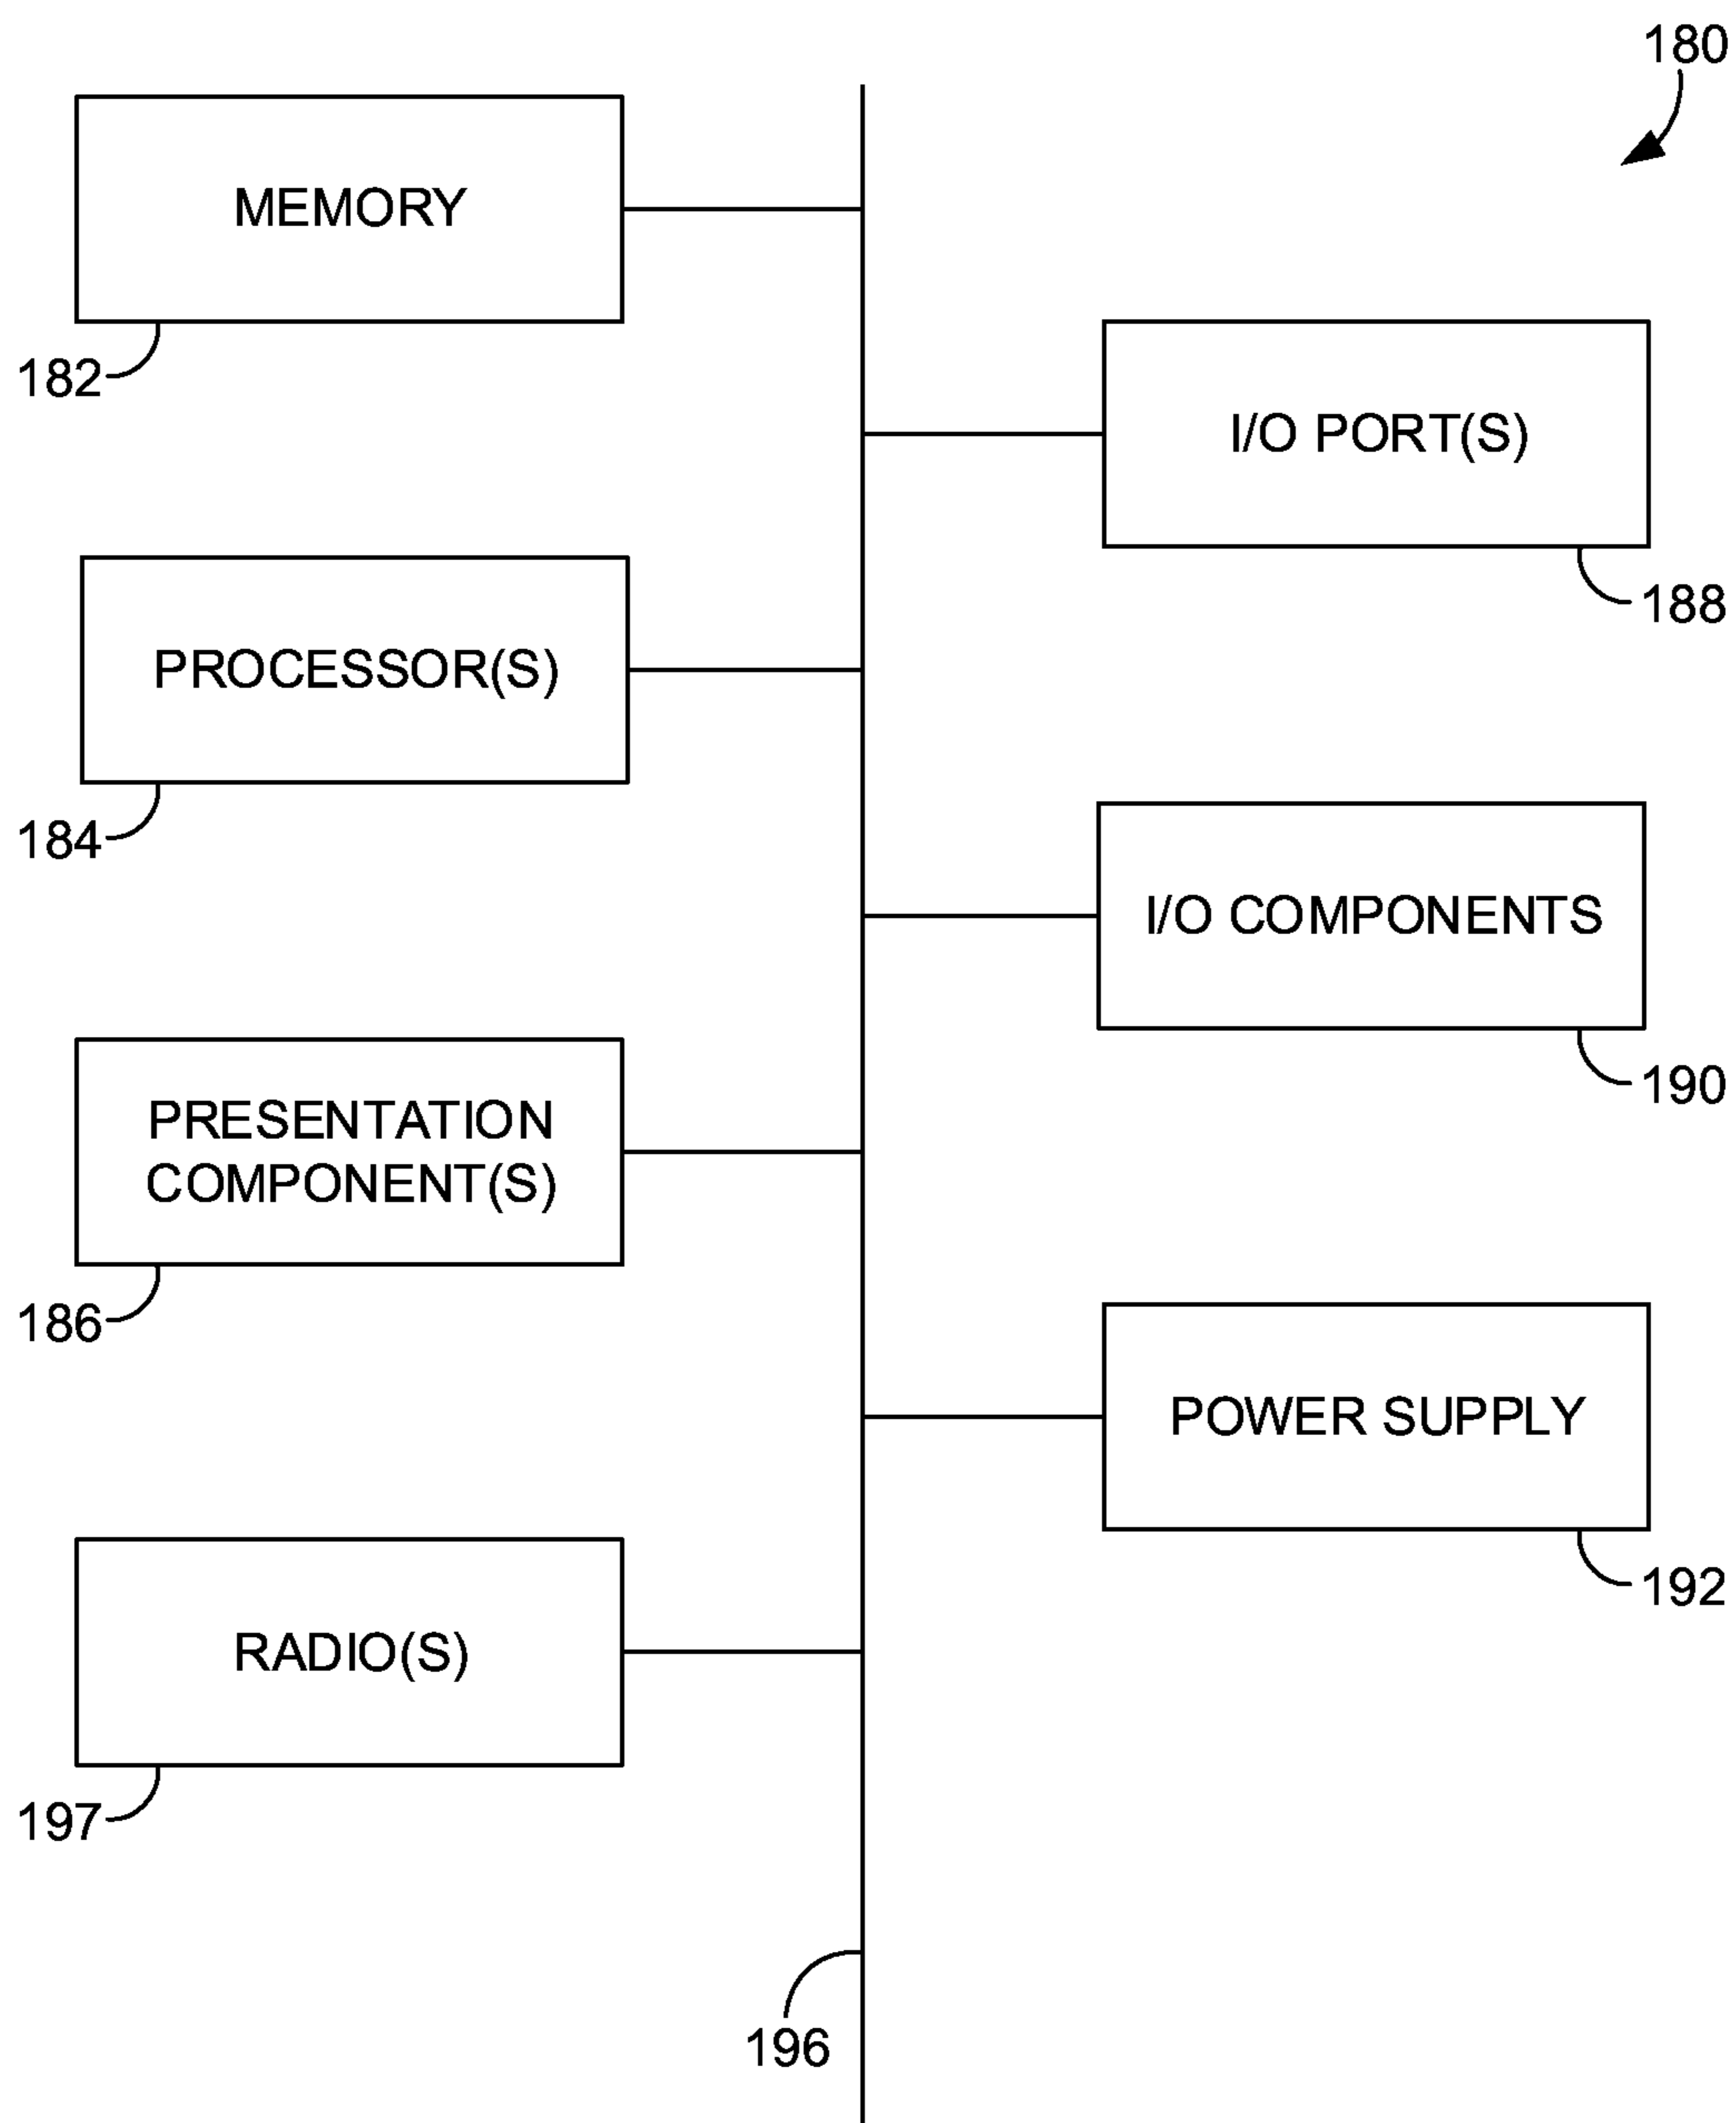 180
MEMORY
182
I/O PORT(S)
188
PROCESSOR(S)
184
I/O COMPONENTS
190
PRESENTATION
COMPONENT(S)
186
POWER SUPPLY
192
RADIO(S)
197
196